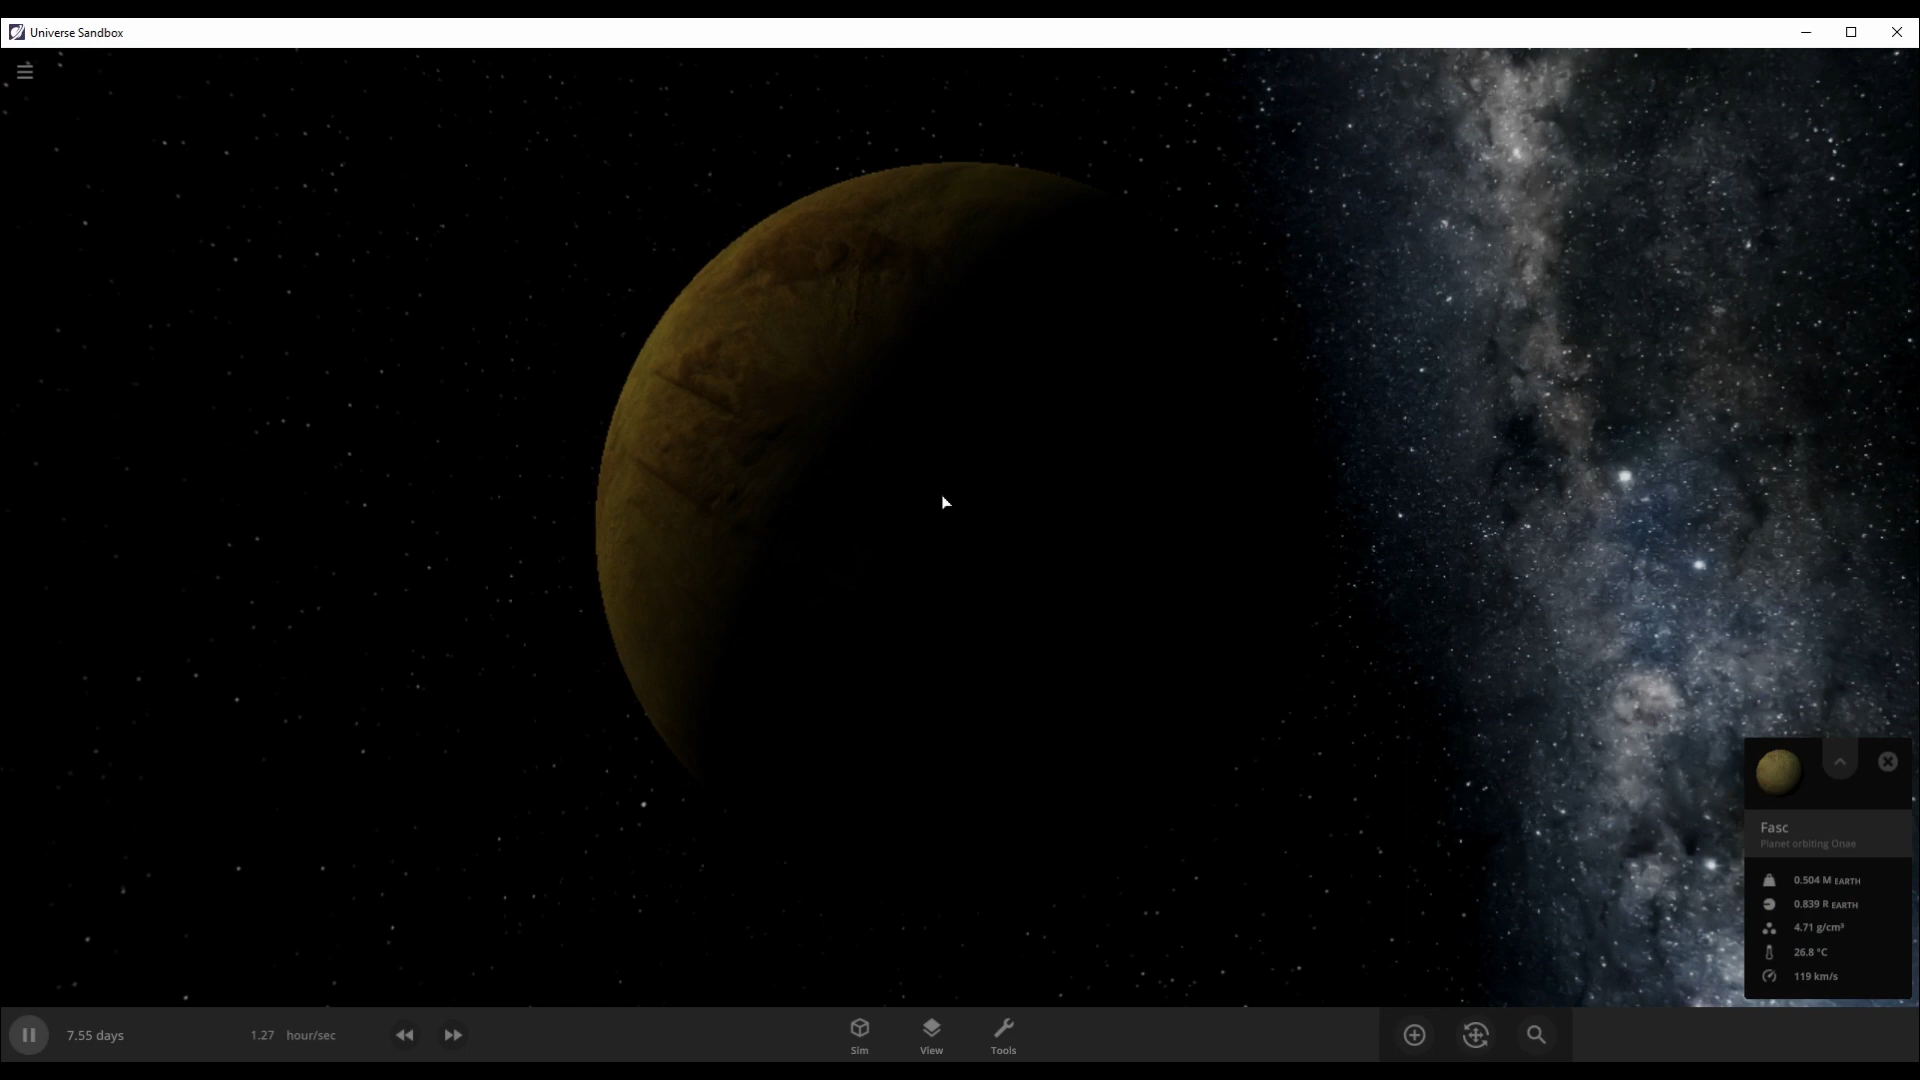 Universe Sandbox
Fasc
Planet orbiting Onae
0.504 M EARTH
0.839 R EARTH
4.71 g/cm³
26.8 °C
119 km/s
7.55 days
1.27 hour/sec
Sim
View
Tools